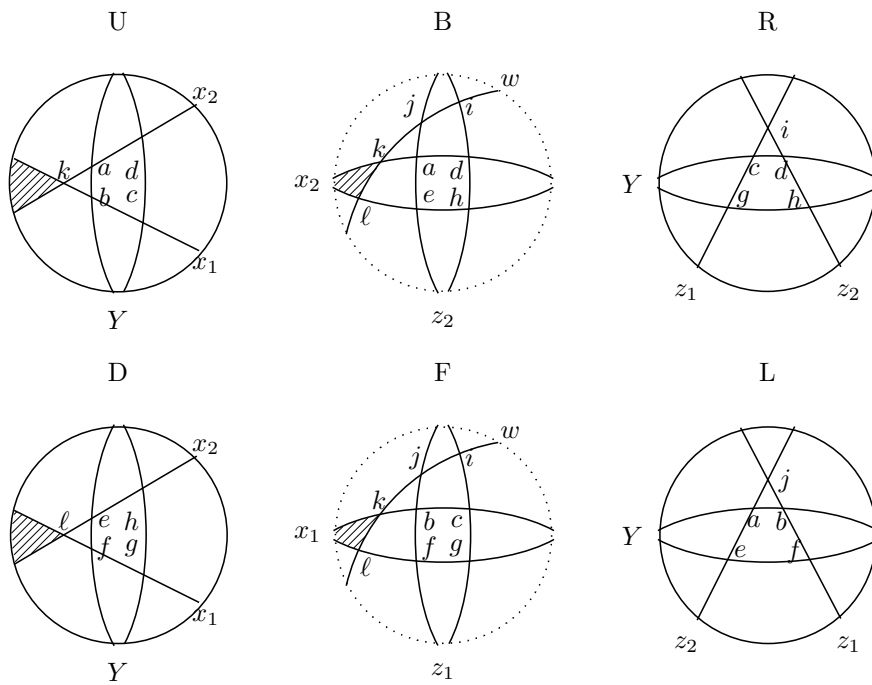 U B R
x₂ w
j i i
k a d k a d c d
x₂ Y
b c e h g h
ℓ
x₁ z₁ z₂
Y z₂
D F L
x₂ w
j i j
ℓ e h k b c a b
x₁ Y
f g f g e f
ℓ
x₁ z₂ z₁
Y z₁